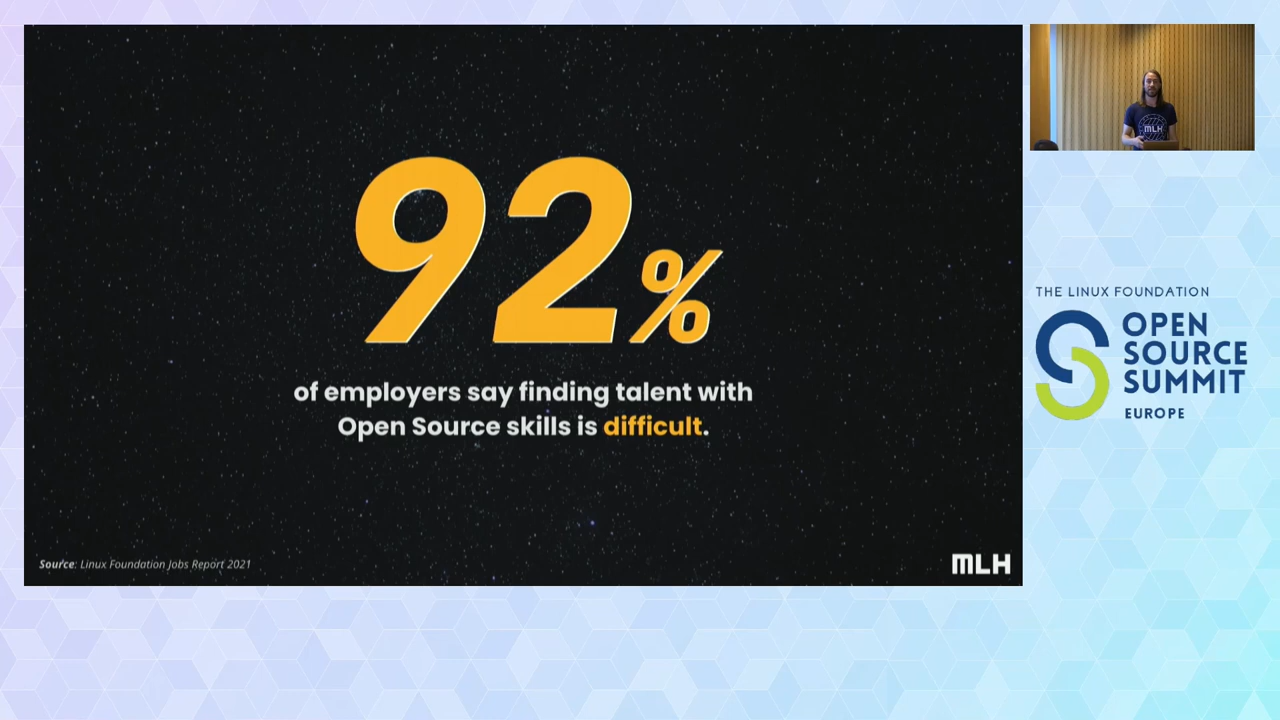 92%
of employers say finding talent with
Open Source skills is difficult.
Source: Linux Foundation Jobs Report 2021
MLH
MLH
THE LINUX FOUNDATION
OPEN
SOURCE
SUMMIT
EUROPE